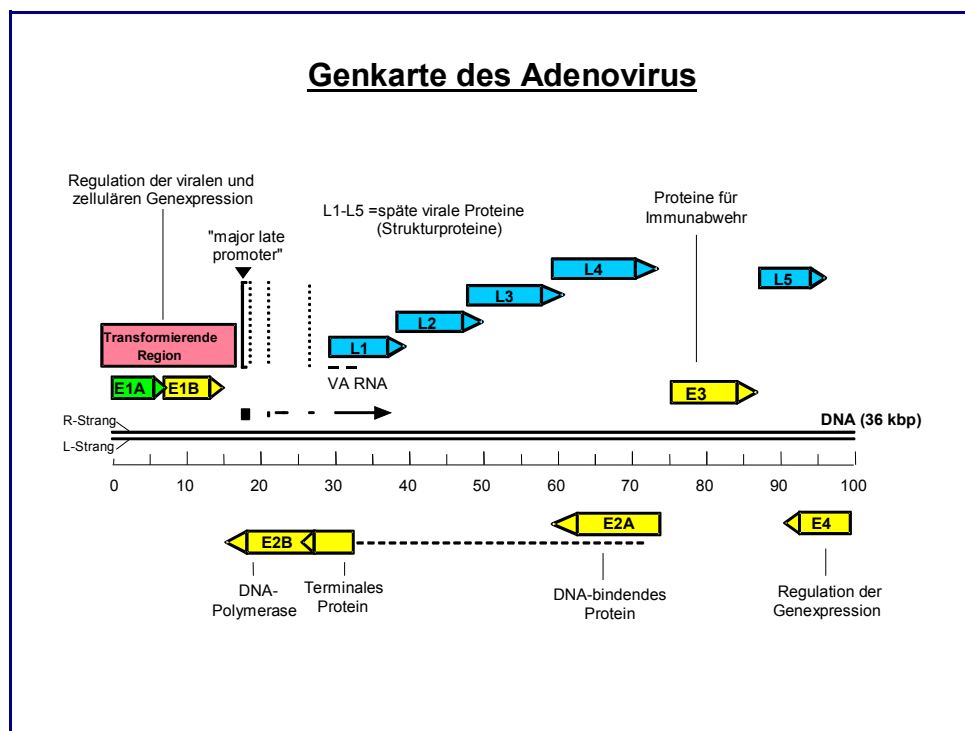 Genkarte des Adenovirus
Regulation der viralen und
zellulären Genexpression
L1-L5 =späte virale Proteine
(Strukturproteine)
Proteine für
Immunabwehr
"major late
promoter"
L4
L5
L3
L2
Transformierende
Region
L1
VA RNA
E1A
E1B
E3
R-Strang
DNA (36 kbp)
L-Strang
0 10 20 30 40 50 60 70 80 90 100
E2A
E4
E2B
DNA-
Polymerase
Terminales
Protein
DNA-bindendes
Protein
Regulation der
Genexpression